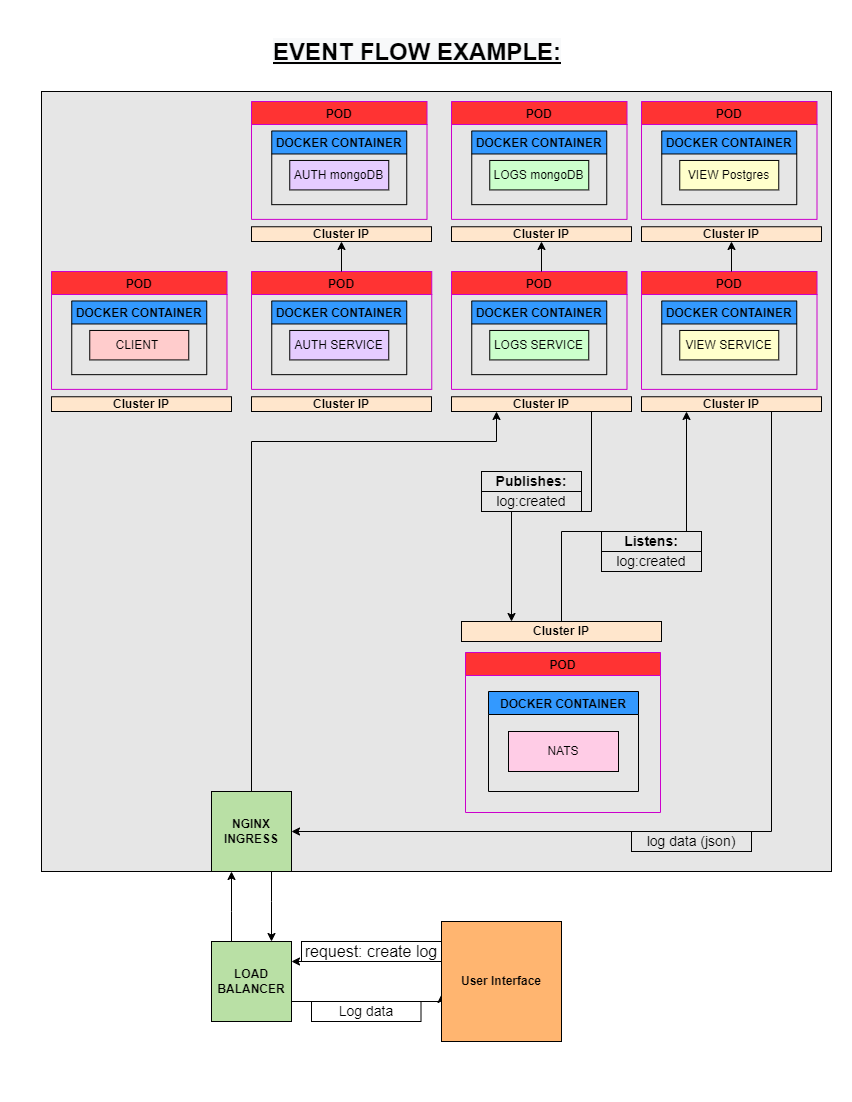 EVENT FLOW EXAMPLE:
POD
POD
POD
DOCKER CONTAINER
DOCKER CONTAINER
DOCKER CONTAINER
AUTH mongoDB
LOGS mongoDB
VIEW Postgres
Cluster IP
Cluster IP
Cluster IP
POD
POD
POD
POD
DOCKER CONTAINER
DOCKER CONTAINER
DOCKER CONTAINER
DOCKER CONTAINER
CLIENT
AUTH SERVICE
LOGS SERVICE
VIEW SERVICE
Cluster IP
Cluster IP
Cluster IP
Cluster IP
Publishes:
log:created
Listens:
log:created
Cluster IP
POD
DOCKER CONTAINER
NATS
NGINX
INGRESS
log data (json)
request: create log
LOAD
BALANCER
User Interface
Log data